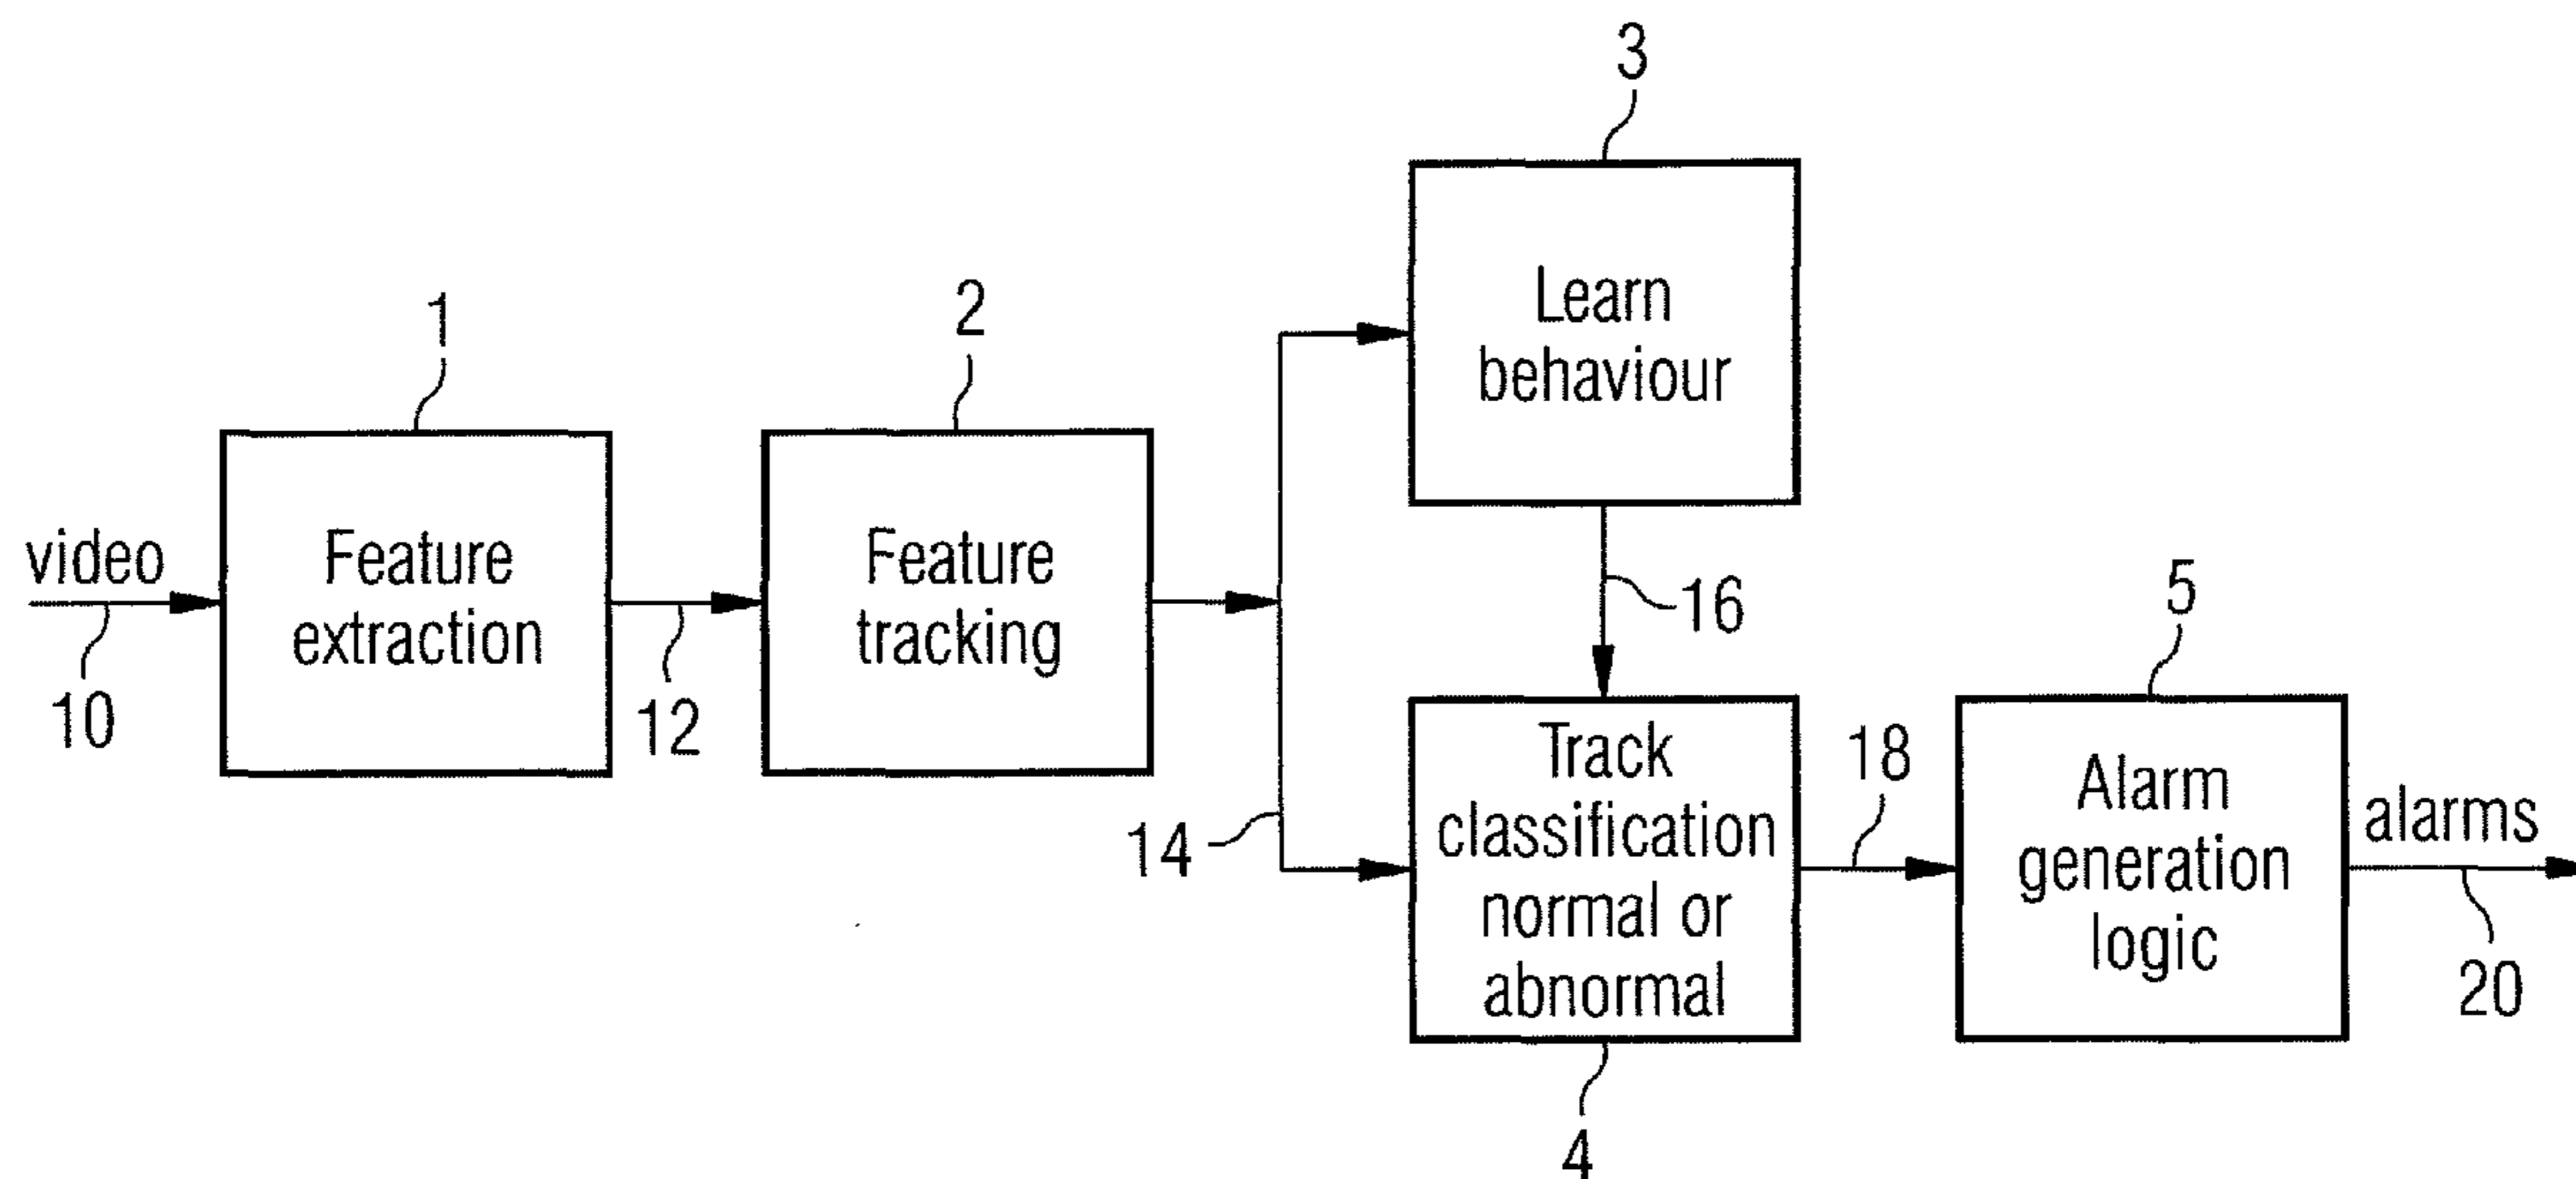 3
1
2
Learn
behaviour
video
Feature
extraction
Feature
tracking
10
12
16
5
14
Track
classification
normal or
abnormal
18
Alarm
generation
logic
alarms
20
4